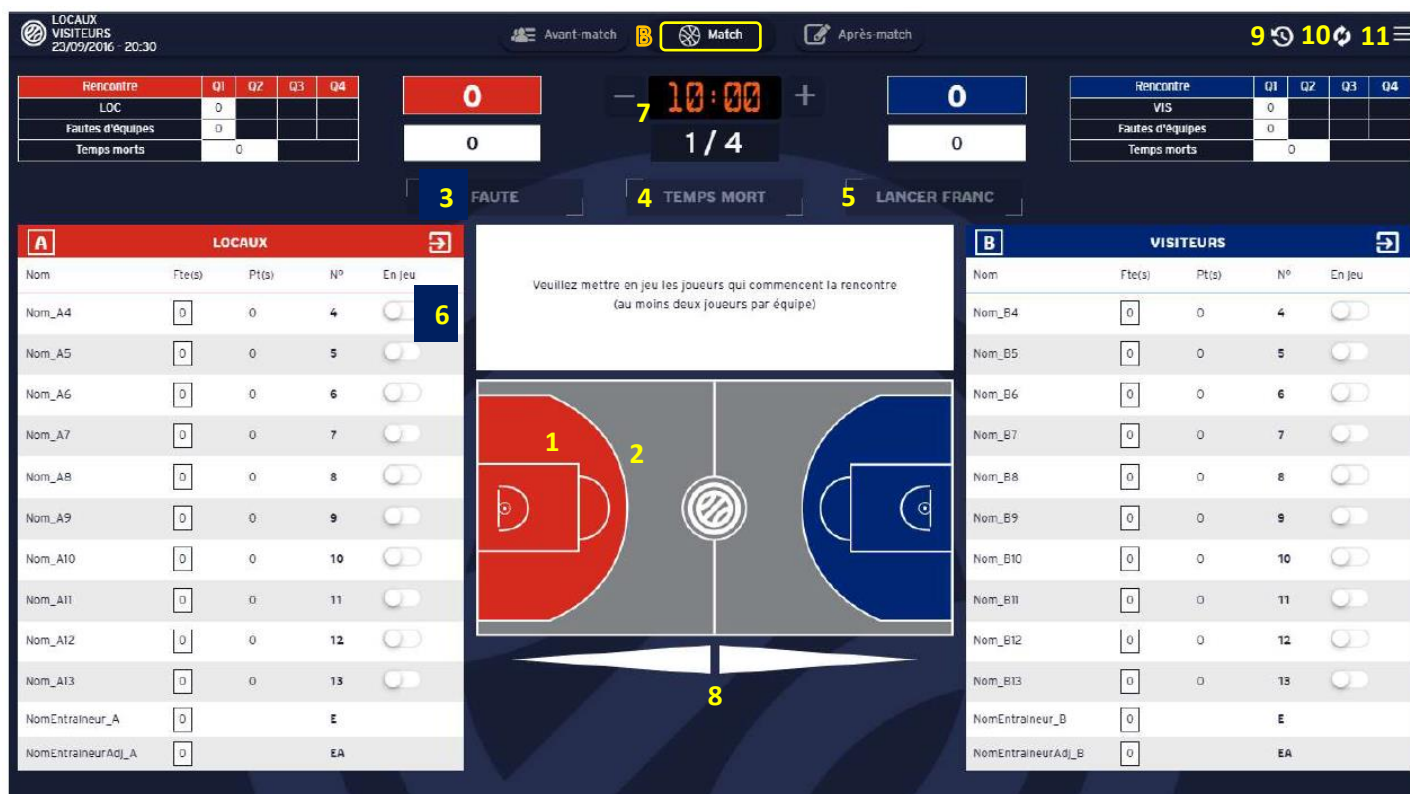 LOCAUX
VISITEURS
23/09/2016 - 20:30
Avant-match B Match Après-match
9 10 11
Rencontre Q1 Q2 Q3 Q4
LOC 0
Fautes d'équipes 0
Temps morts 0
0 10:00 0
7
0 1 / 4 0
Rencontre Q1 Q2 Q3 Q4
VIS 0
Fautes d'équipes 0
Temps morts 0
3 FAUTE 4 TEMPS MORT 5 LANCER FRANC
A LOCAUX
Nom Fte(s) Pt(s) N° En jeu
Nom_A4 0 0 4
6
Nom_A5 0 0 5
Nom_A6 0 0 6
Nom_A7 0 0 7
Nom_A8 0 0 8
Nom_A9 0 0 9
Nom_A10 0 0 10
Nom_A11 0 0 11
Nom_A12 0 0 12
Nom_A13 0 0 13
NomEntraineur_A 0 E
NomEntraineurAdj_A 0 EA
Veuillez mettre en jeu les joueurs qui commencent la rencontre
(au moins deux joueurs par équipe)
1 2
8
B VISITEURS
Nom Fte(s) Pt(s) N° En jeu
Nom_B4 0 0 4
Nom_B5 0 0 5
Nom_B6 0 0 6
Nom_B7 0 0 7
Nom_B8 0 0 8
Nom_B9 0 0 9
Nom_B10 0 0 10
Nom_B11 0 0 11
Nom_B12 0 0 12
Nom_B13 0 0 13
NomEntraineur_B 0 E
NomEntraineurAdj_B 0 EA